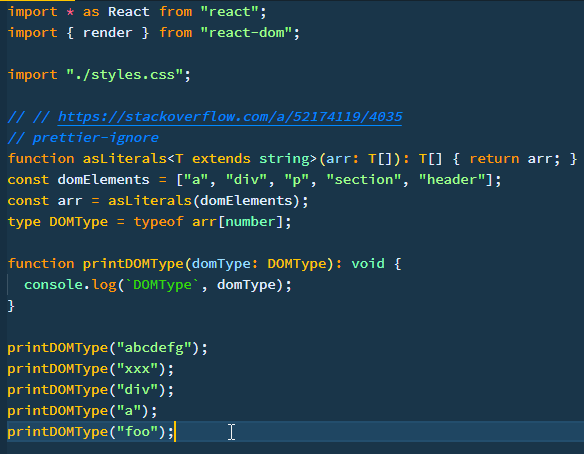 import * as React from "react";
import { render } from "react-dom";
import "./styles.css";
// // https://stackoverflow.com/a/52174119/4035
// prettier-ignore
function asLiterals<T extends string>(arr: T[]): T[] { return arr; }
const domElements = ["a", "div", "p", "section", "header"];
const arr = asLiterals(domElements);
type DOMType = typeof arr[number];
function printDOMType(domType: DOMType): void {
  console.log(`DOMType`, domType);
}
printDOMType("abcdefg");
printDOMType("xxx");
printDOMType("div");
printDOMType("a");
printDOMType("foo");